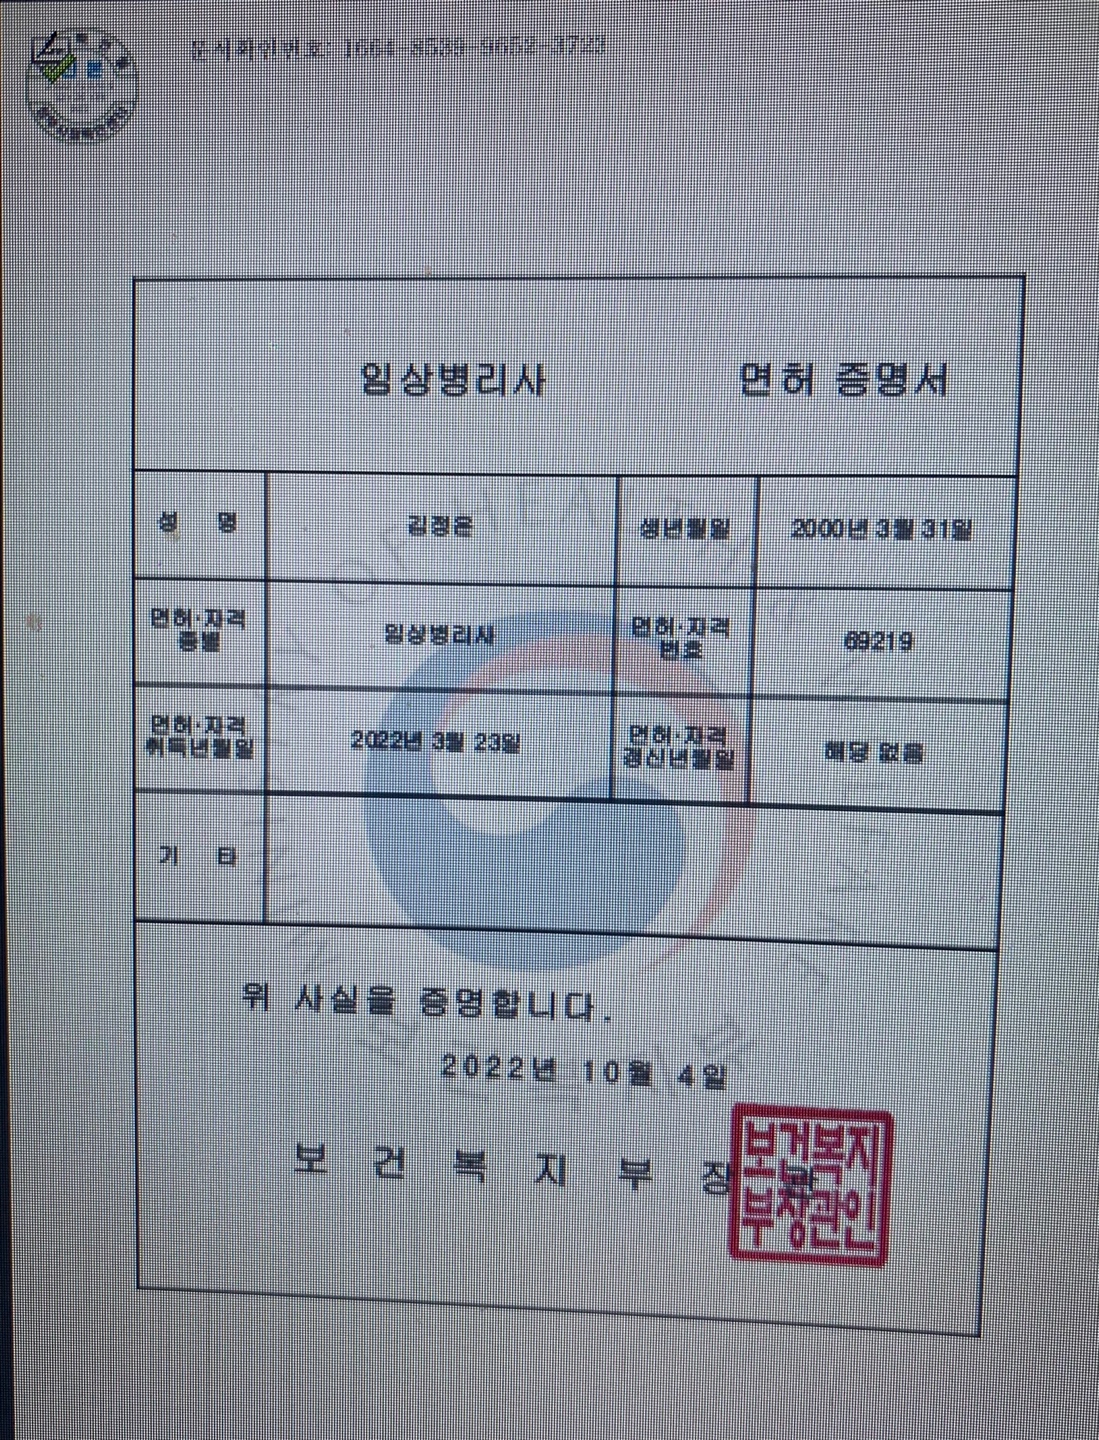 문서확인번호: 1664-8539-9652-3723
임상병리사 면허 증명서
성 명 김정은 생년월일 2000년 3월 31일
면허·자격 종별 임상병리사 면허·자격 번호 69219
면허·자격 취득년월일 2022년 3월 23일 면허·자격 갱신년월일 해당 없음
기 타
위 사실을 증명합니다.
2022년 10월 4일
보 건 복 지 부 장 관
보건복지
부장관인